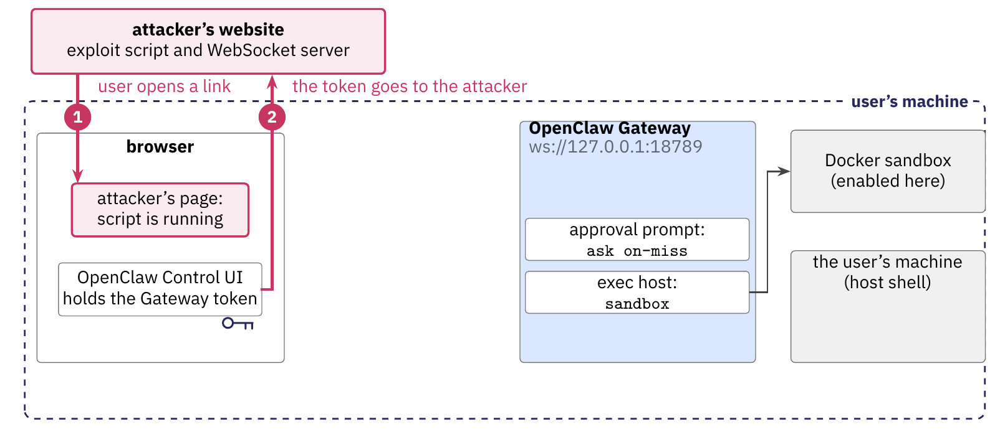 attacker’s website
exploit script and WebSocket server
user opens a link
the token goes to the attacker
user’s machine
1
2
browser
attacker’s page:
script is running
OpenClaw Control UI
holds the Gateway token
OpenClaw Gateway
ws://127.0.0.1:18789
approval prompt:
ask on-miss
exec host:
sandbox
Docker sandbox
(enabled here)
the user’s machine
(host shell)